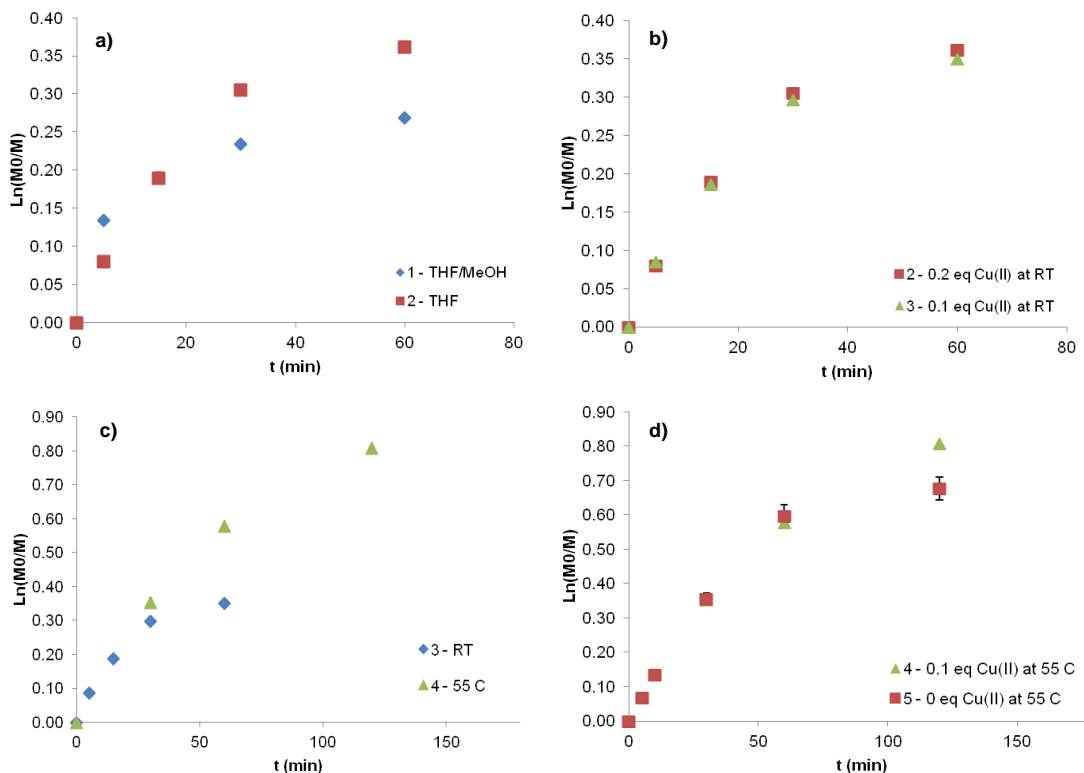 a)
Ln(M0/M)
0.40
0.35
0.30
0.25
0.20
0.15
0.10
0.05
0.00
0 20 40 60 80
t (min)
1 - THF/MeOH
2 - THF
b)
Ln(M0/M)
0.40
0.35
0.30
0.25
0.20
0.15
0.10
0.05
0.00
0 20 40 60 80
t (min)
2 - 0.2 eq Cu(II) at RT
3 - 0.1 eq Cu(II) at RT
c)
Ln(M0/M)
0.90
0.80
0.70
0.60
0.50
0.40
0.30
0.20
0.10
0.00
0 50 100 150
t (min)
3 - RT
4 - 55 C
d)
Ln(M0/M)
0.90
0.80
0.70
0.60
0.50
0.40
0.30
0.20
0.10
0.00
0 50 100 150
t (min)
4 - 0.1 eq Cu(II) at 55 C
5 - 0 eq Cu(II) at 55 C